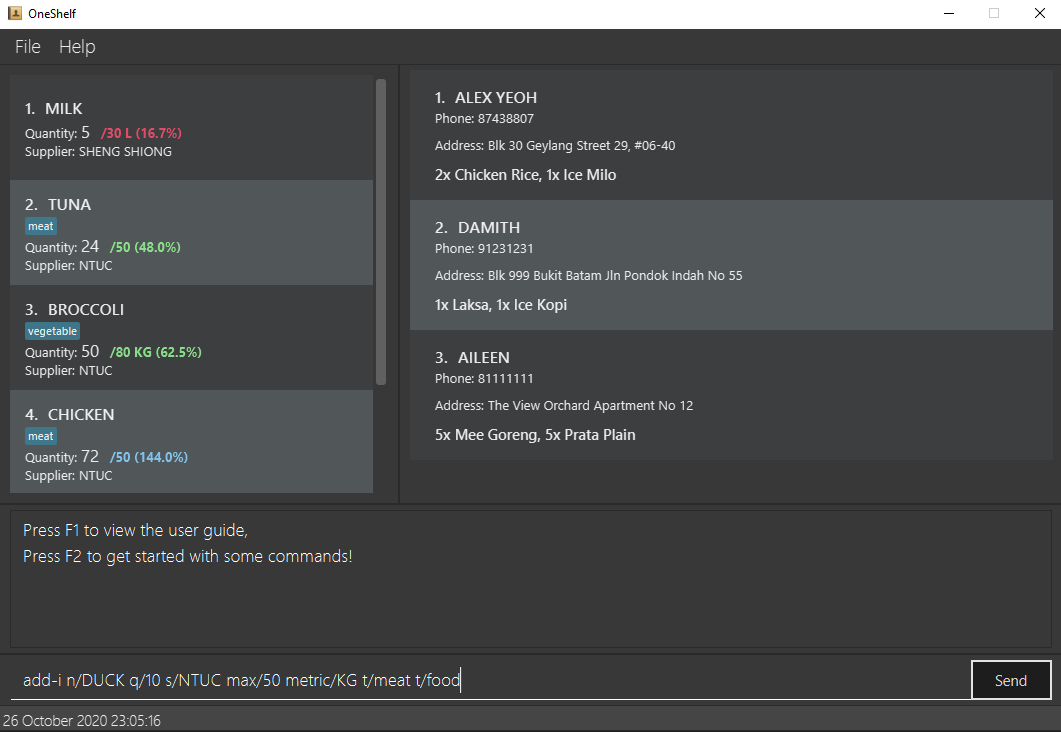 OneShelf
File Help
1. MILK
Quantity: 5 /30 L (16.7%)
Supplier: SHENG SHIONG
2. TUNA
meat
Quantity: 24 /50 (48.0%)
Supplier: NTUC
3. BROCCOLI
vegetable
Quantity: 50 /80 KG (62.5%)
Supplier: NTUC
4. CHICKEN
meat
Quantity: 72 /50 (144.0%)
Supplier: NTUC
1. ALEX YEOH
Phone: 87438807
Address: Blk 30 Geylang Street 29, #06-40
2x Chicken Rice, 1x Ice Milo
2. DAMITH
Phone: 91231231
Address: Blk 999 Bukit Batam Jln Pondok Indah No 55
1x Laksa, 1x Ice Kopi
3. AILEEN
Phone: 81111111
Address: The View Orchard Apartment No 12
5x Mee Goreng, 5x Prata Plain
Press F1 to view the user guide,
Press F2 to get started with some commands!
add-i n/DUCK q/10 s/NTUC max/50 metric/KG t/meat t/food
Send
26 October 2020 23:05:16